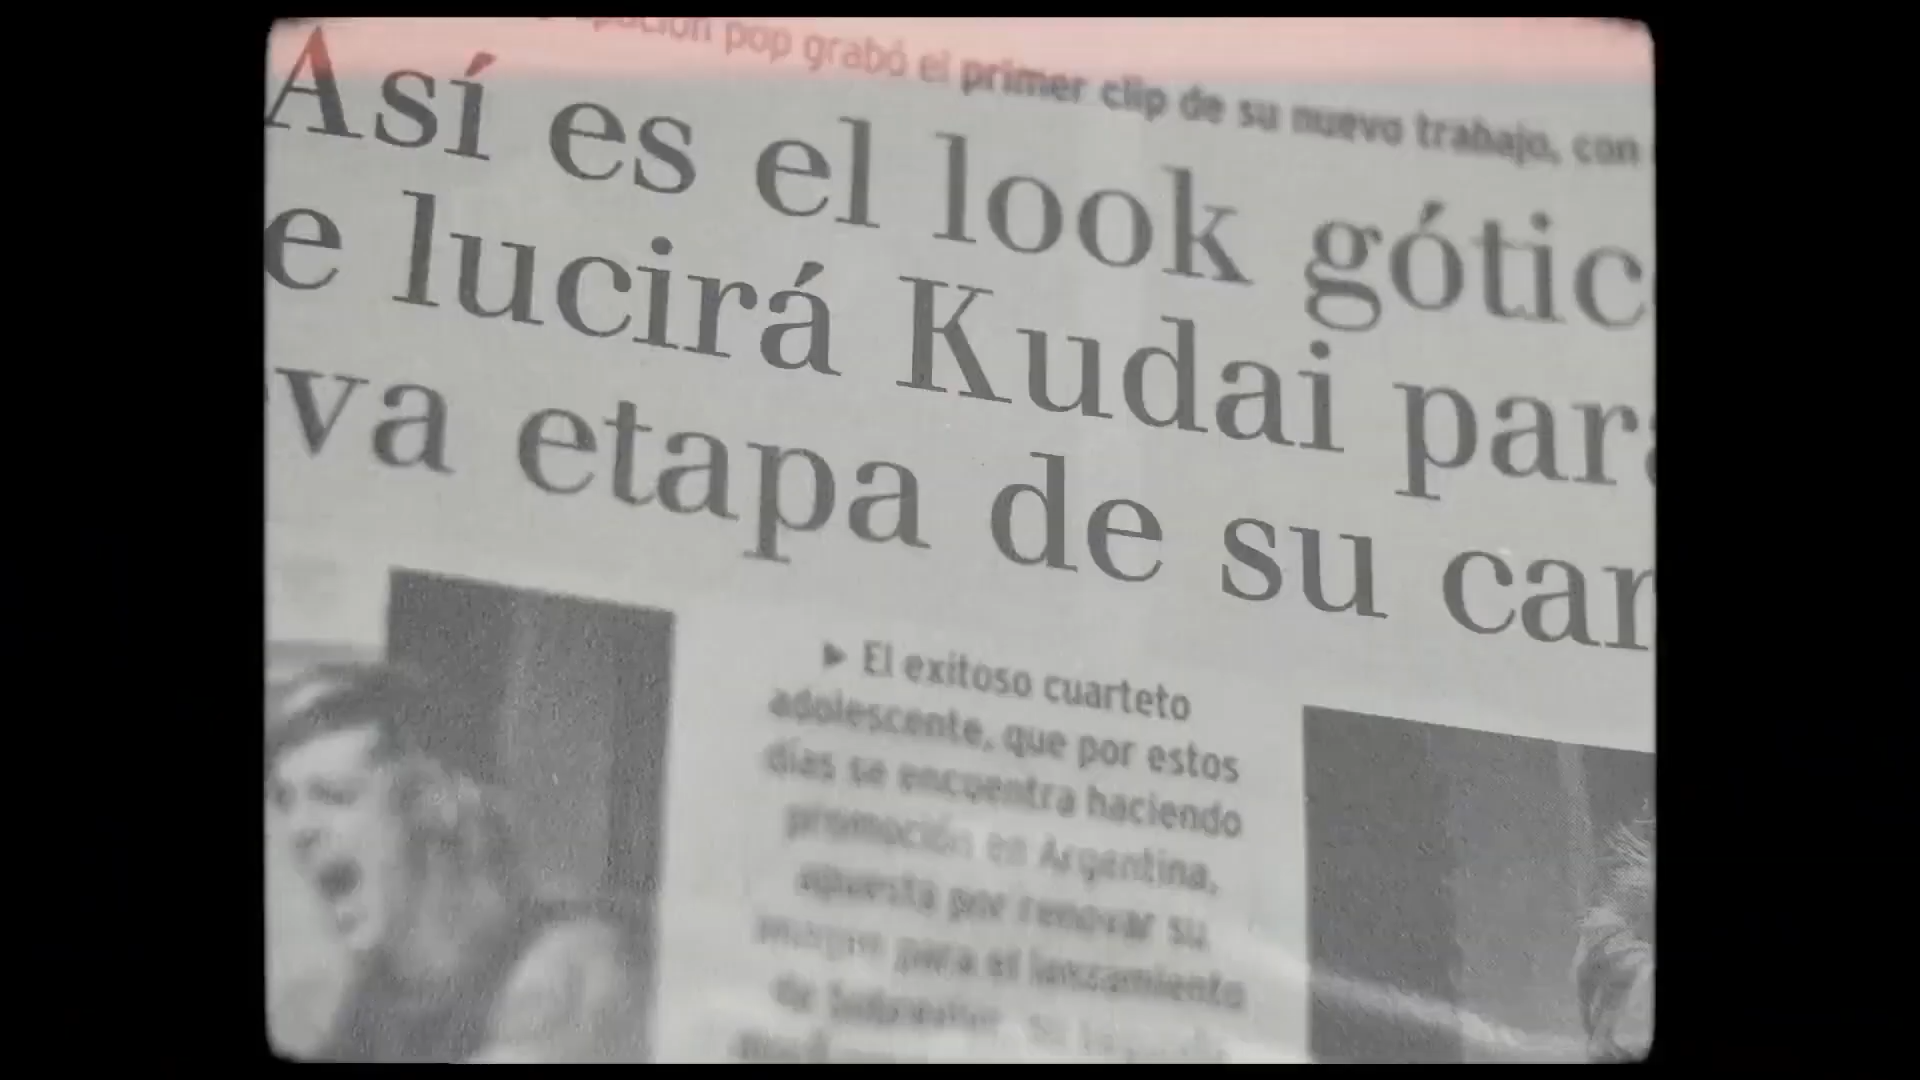 pop grabó el primer clip de su nuevo trabajo, con
Así es el look gótic
e lucirá Kudai para
va etapa de su car
▶ El exitoso cuarteto
adolescente, que por estos
días se encuentra haciendo
promoción en Argentina,
apuesta por renovar su
imagen para el lanzamiento
de